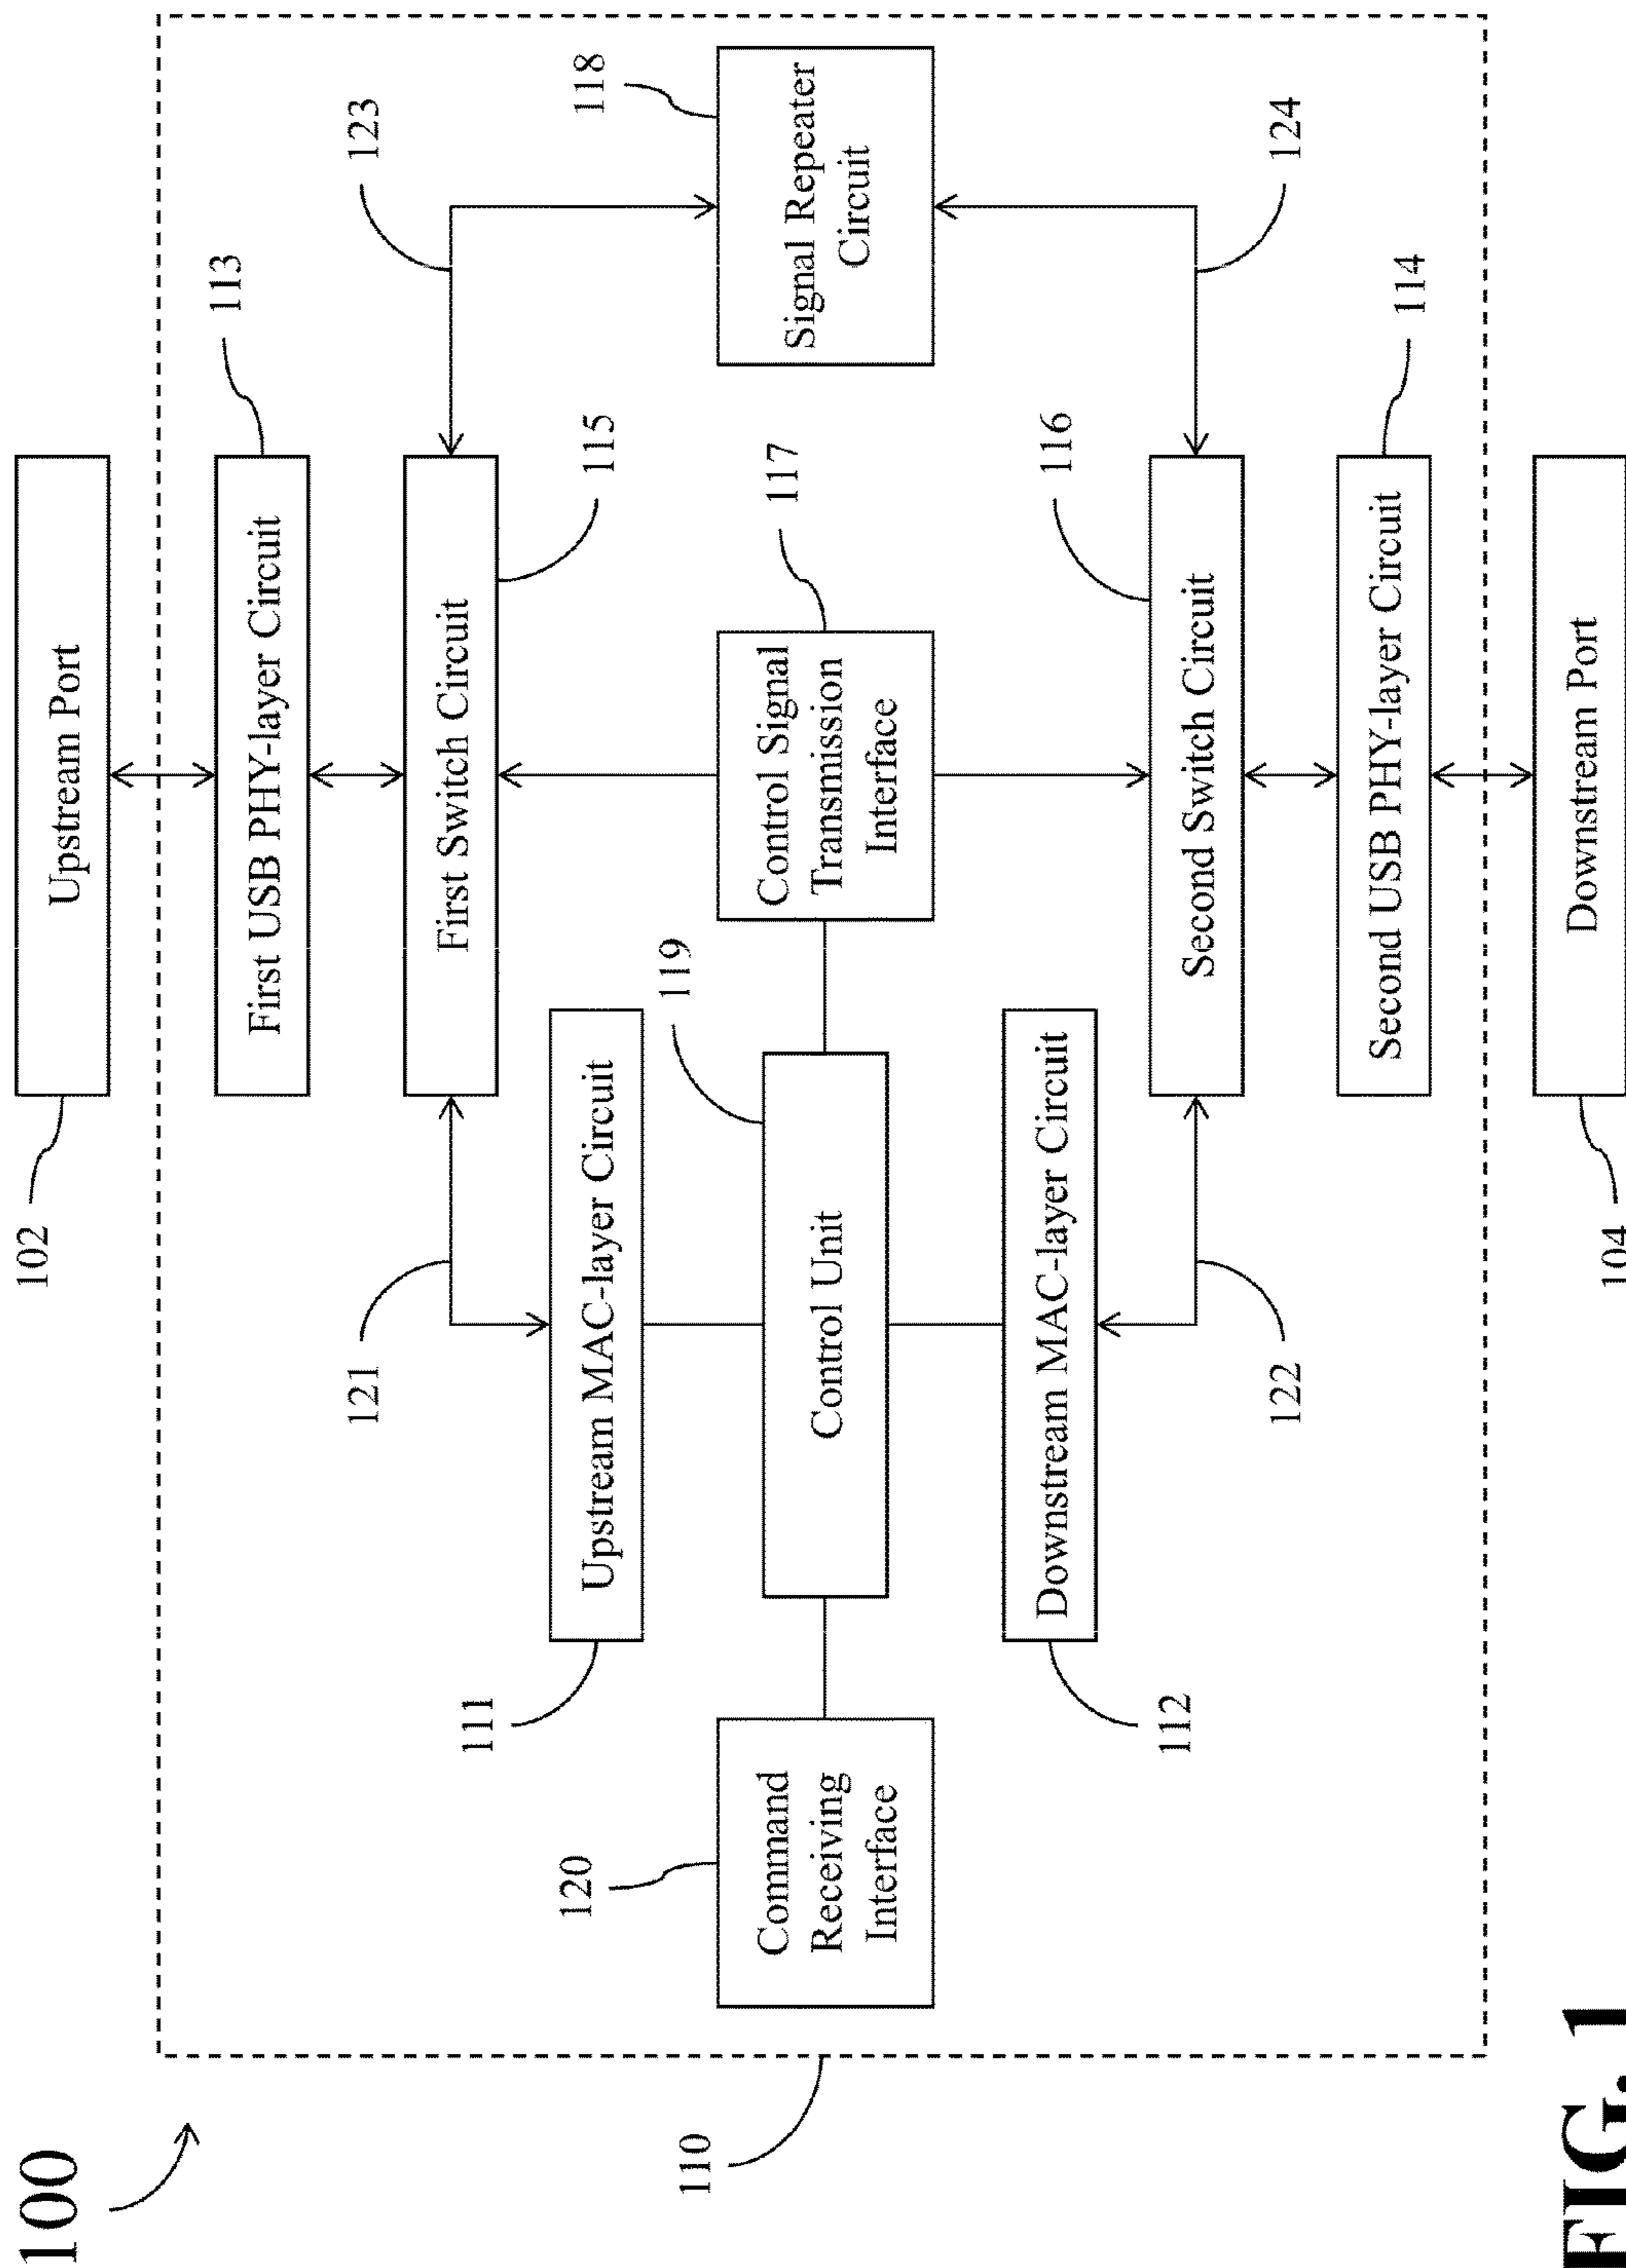 100
102
Upstream Port
113
First USB PHY-layer Circuit
123
First Switch Circuit
121
115
118
111
Upstream MAC-layer Circuit
119
117
120
Command
Receiving
Interface
Control Unit
Control Signal
Transmission
Interface
Signal Repeater
Circuit
110
112
Downstream MAC-layer Circuit
116
122
Second Switch Circuit
124
Second USB PHY-layer Circuit
114
104
Downstream Port
FIG. 1